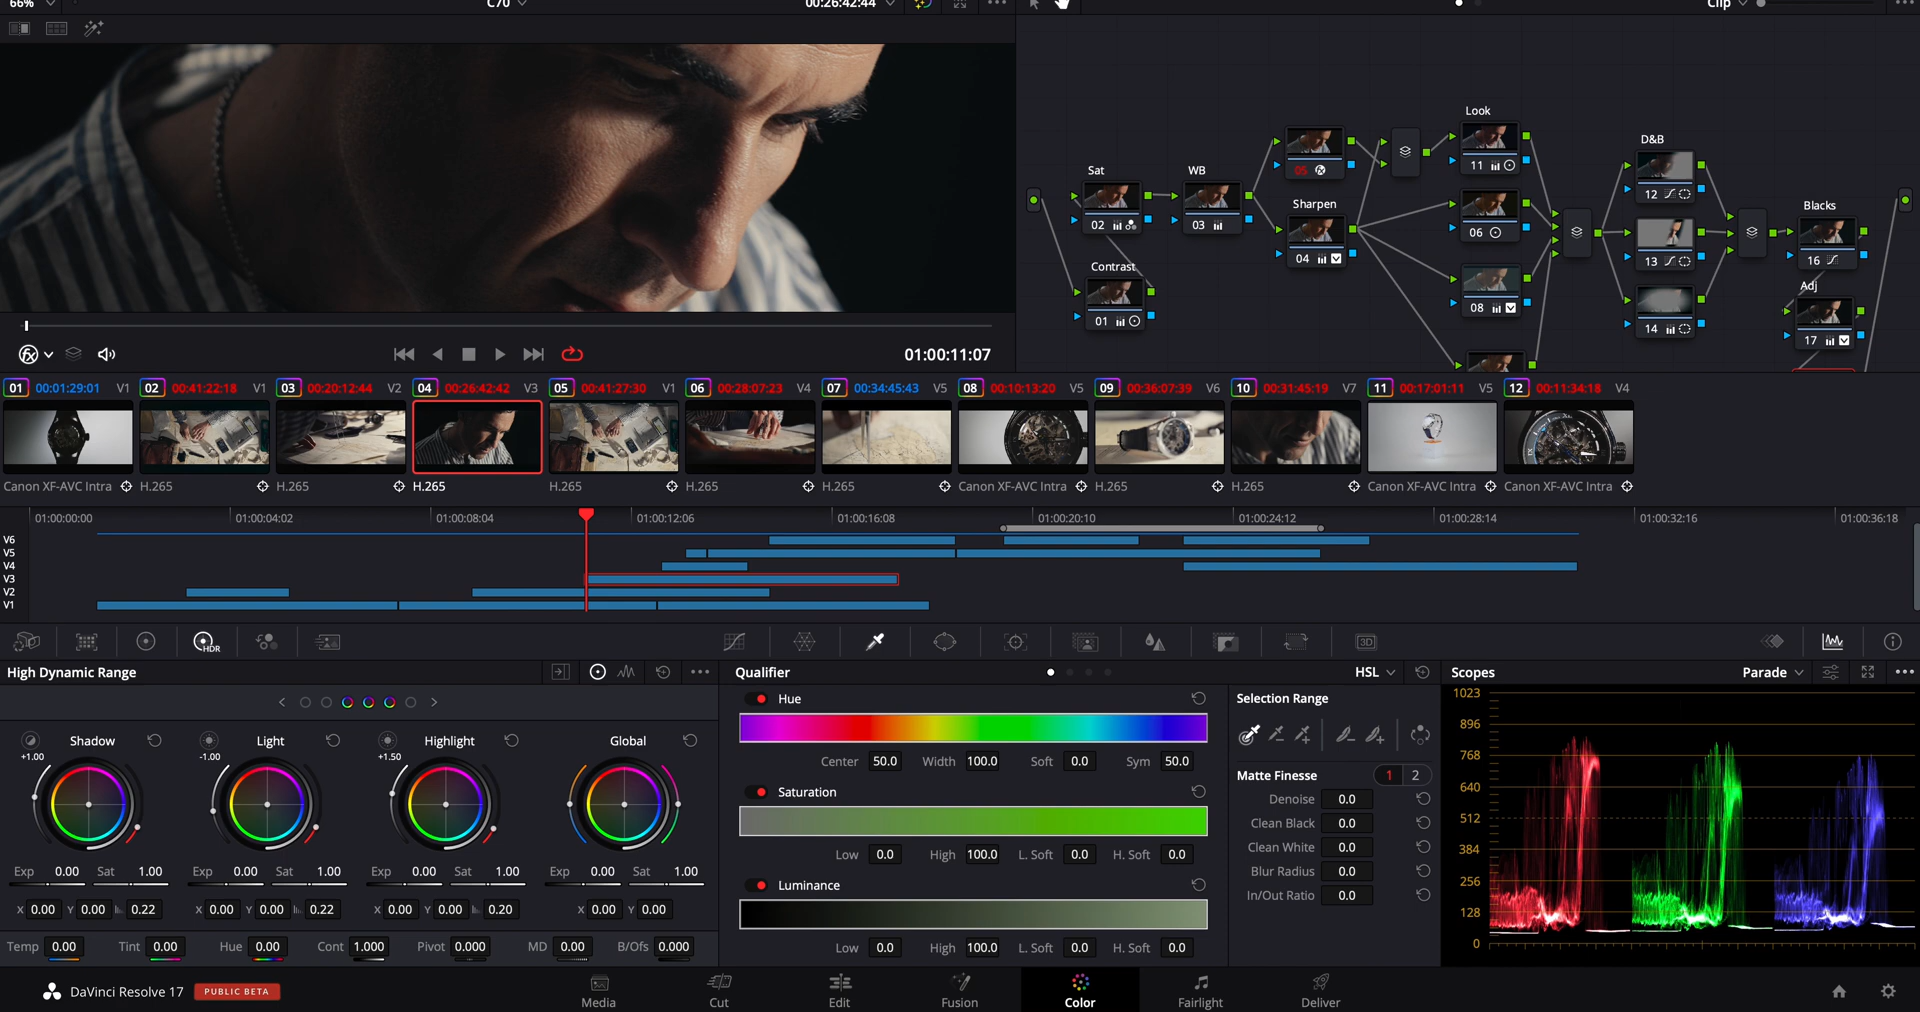 66% C70 00:26:42:44 Clip
Look
D&B
Sat WB 05 11
12
Sharpen Blacks
02 03 06
04 13 16
Contrast Adj
08
01 14 17
01:00:11:07
01 00:01:29:01 V1 02 00:41:22:18 V1 03 00:20:12:44 V2 04 00:26:42:42 V3 05 00:41:27:30 V1 06 00:28:07:23 V4 07 00:34:45:43 V5 08 00:10:13:20 V5 09 00:36:07:39 V6 10 00:31:45:19 V7 11 00:17:01:11 V5 12 00:11:34:18 V4
Canon XF-AVC Intra H.265 H.265 H.265 H.265 H.265 H.265 Canon XF-AVC Intra H.265 H.265 Canon XF-AVC Intra Canon XF-AVC Intra
01:00:00:00 01:00:04:02 01:00:08:04 01:00:12:06 01:00:16:08 01:00:20:10 01:00:24:12 01:00:28:14 01:00:32:16 01:00:36:18
V6
V5
V4
V3
V2
V1
HDR 3D
High Dynamic Range Qualifier HSL Scopes Parade
Hue Selection Range 1023
896
Shadow Light Highlight Global
+1.00 -1.00 +1.50 768
Center 50.0 Width 100.0 Soft 0.0 Sym 50.0
Matte Finesse 1 2
Saturation Denoise 0.0 640
Clean Black 0.0 512
Clean White 0.0 384
Low 0.0 High 100.0 L. Soft 0.0 H. Soft 0.0
Exp 0.00 Sat 1.00 Exp 0.00 Sat 1.00 Exp 0.00 Sat 1.00 Exp 0.00 Sat 1.00 Blur Radius 0.0 256
Luminance In/Out Ratio 0.0
X 0.00 Y 0.00 0.22 X 0.00 Y 0.00 0.22 X 0.00 Y 0.00 0.20 X 0.00 Y 0.00 128
Temp 0.00 Tint 0.00 Hue 0.00 Cont 1.000 Pivot 0.000 MD 0.00 B/Ofs 0.000 Low 0.0 High 100.0 L. Soft 0.0 H. Soft 0.0 0
DaVinci Resolve 17 PUBLIC BETA
Media Cut Edit Fusion Color Fairlight Deliver